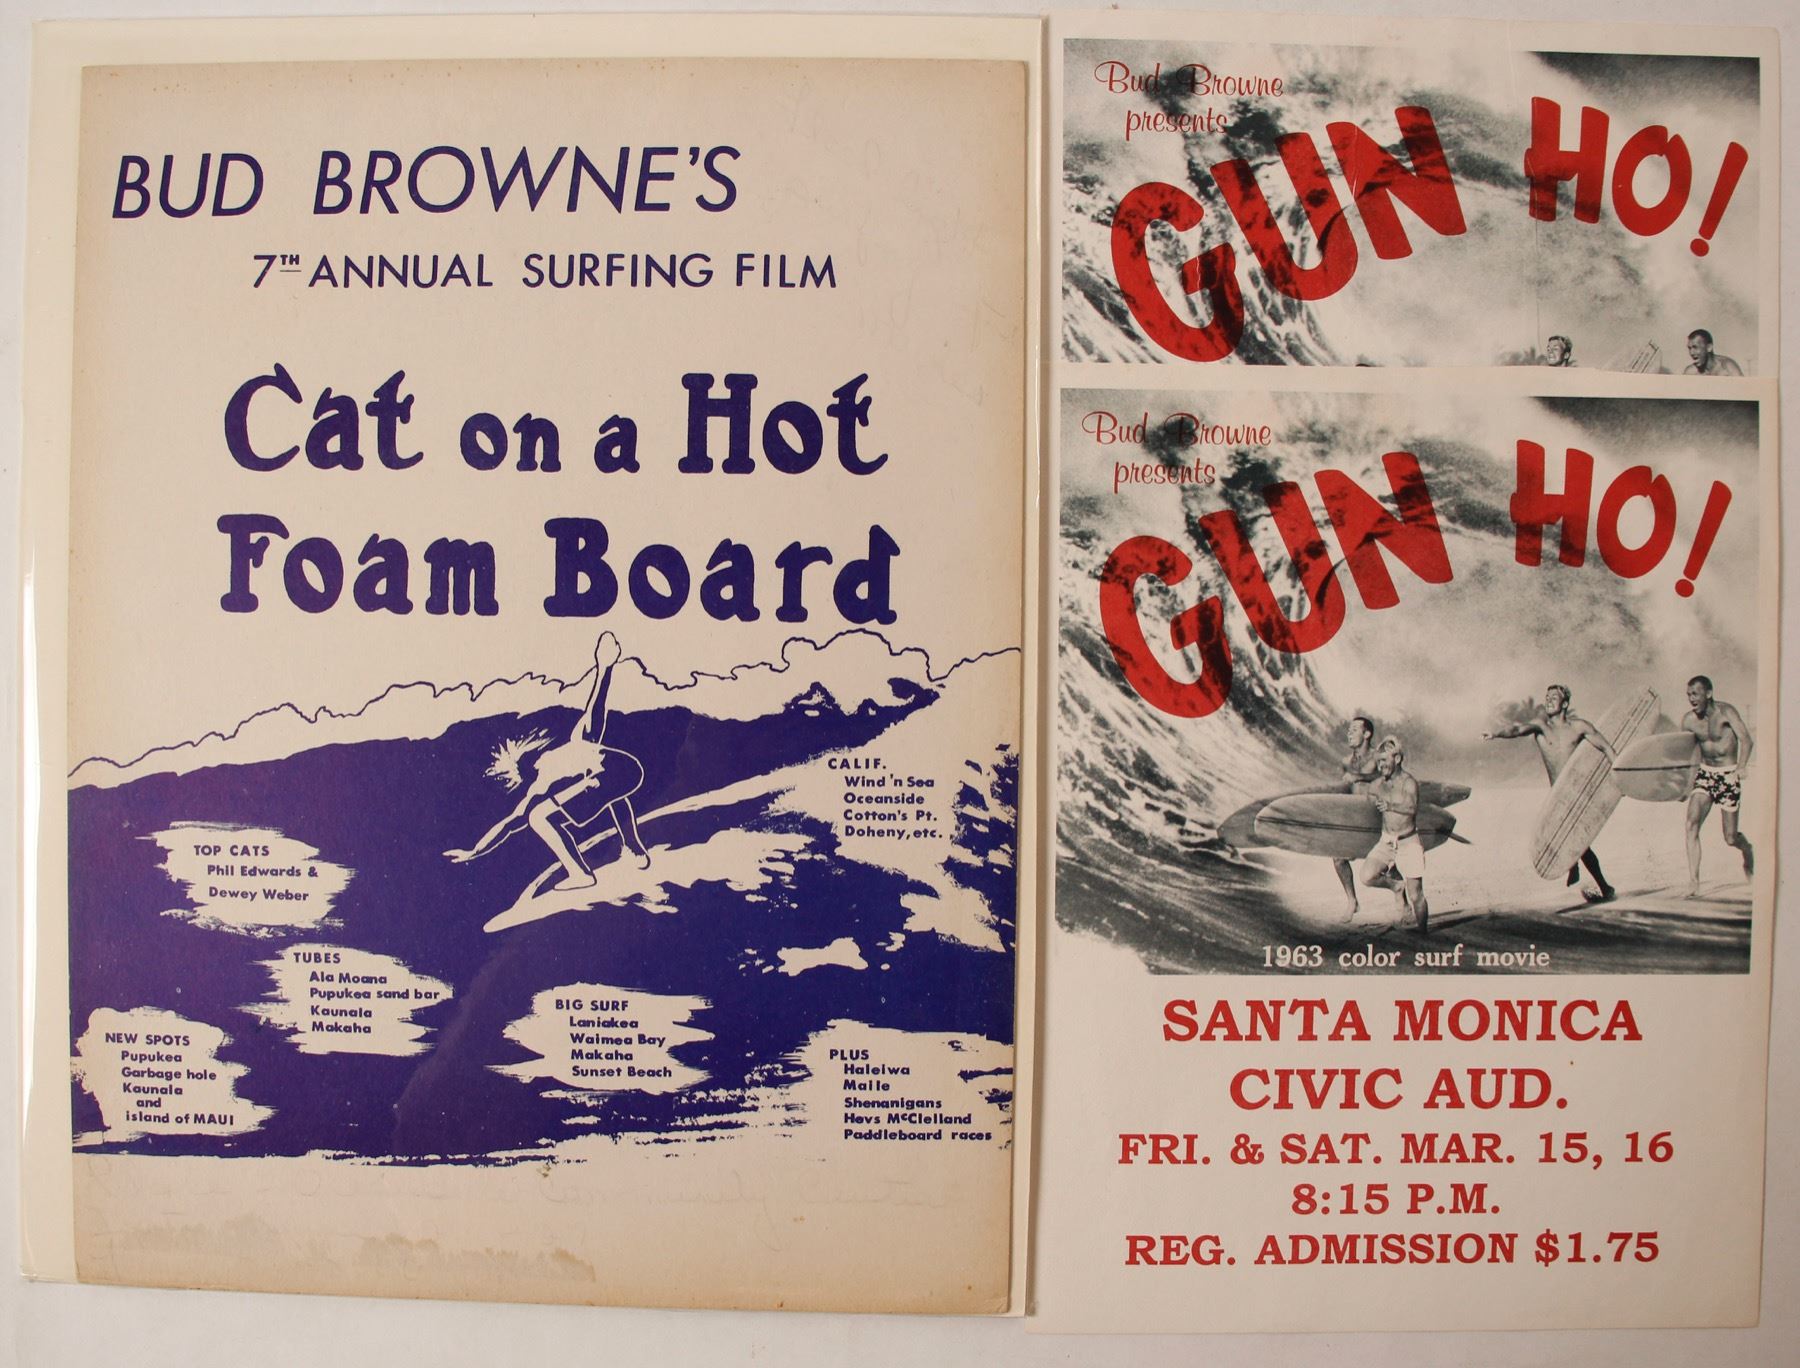 BUD BROWNE'S
7TH ANNUAL SURFING FILM
Cat on a Hot
Foam Board
CALIF.
Wind 'n Sea
Oceanside
Cotton's Pt.
Doheny, etc.
TOP CATS
Phil Edwards &
Dewey Weber
TUBES
Ala Moana
Pupukea sand bar
Kaunala
Makaha
BIG SURF
Laniakea
Waimea Bay
Makaha
Sunset Beach
NEW SPOTS
Pupukea
Garbage hole
Kaunala
and
island of MAUI
PLUS
Haleiwa
Maile
Shenanigans
Hevs McClelland
Paddleboard races
Bud Browne
presents
GUN HO!
Bud Browne
presents
GUN HO!
1963 color surf movie
SANTA MONICA
CIVIC AUD.
FRI. & SAT. MAR. 15, 16
8:15 P.M.
REG. ADMISSION $1.75